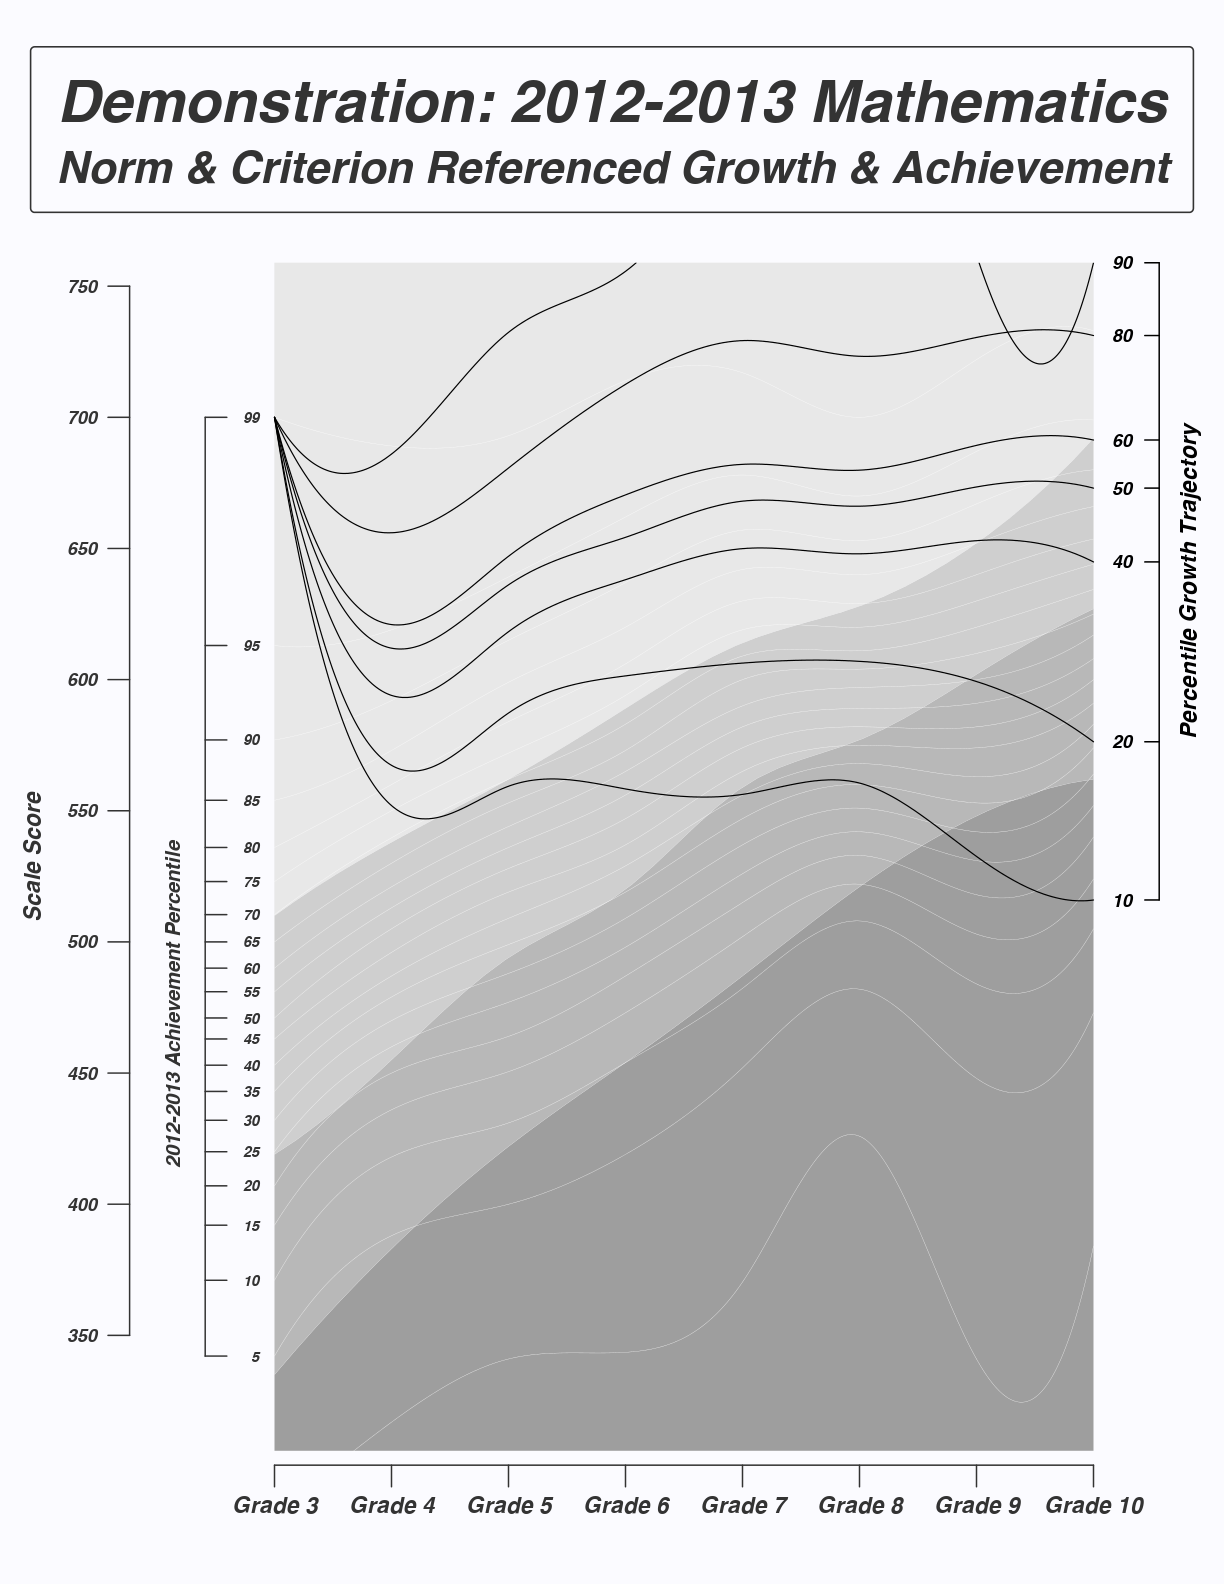 Demonstration: 2012-2013 Mathematics
Norm & Criterion Referenced Growth & Achievement
Scale Score
750
700
650
600
550
500
450
400
350
2012-2013 Achievement Percentile
99
95
90
85
80
75
70
65
60
55
50
45
40
35
30
25
20
15
10
5
90
80
60
50
40
20
10
Percentile Growth Trajectory
Grade 3
Grade 4
Grade 5
Grade 6
Grade 7
Grade 8
Grade 9
Grade 10